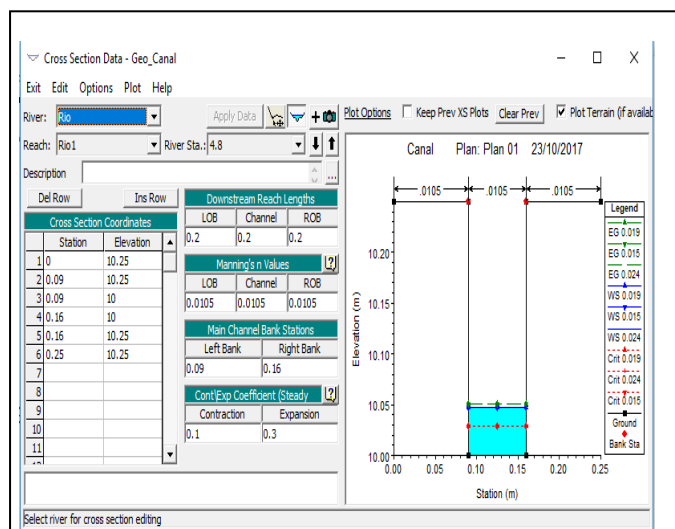 Cross Section Data - Geo_Canal
Exit Edit Options Plot Help
River: Rio Apply Data
Reach: Rio1 River Sta.: 4.8
Description ...
Del Row Ins Row
Cross Section Coordinates
Station Elevation
1 0 10.25
2 0.09 10.25
3 0.09 10
4 0.16 10
5 0.16 10.25
6 0.25 10.25
7
8
9
10
11
Downstream Reach Lengths
LOB Channel ROB
0.2 0.2 0.2
Manning's n Values
LOB Channel ROB
0.0105 0.0105 0.0105
Main Channel Bank Stations
Left Bank Right Bank
0.09 0.16
Cont\Exp Coefficient (Steady
Contraction Expansion
0.1 0.3
Plot Options Keep Prev XS Plots Clear Prev Plot Terrain (if availab
Canal Plan: Plan 01 23/10/2017
.0105 .0105 .0105
Legend
EG 0.019
EG 0.015
EG 0.024
WS 0.019
WS 0.015
WS 0.024
Crit 0.019
Crit 0.024
Crit 0.015
Ground
Bank Sta
Elevation (m)
10.20
10.15
10.10
10.05
10.00
0.00 0.05 0.10 0.15 0.20 0.25
Station (m)
Select river for cross section editing